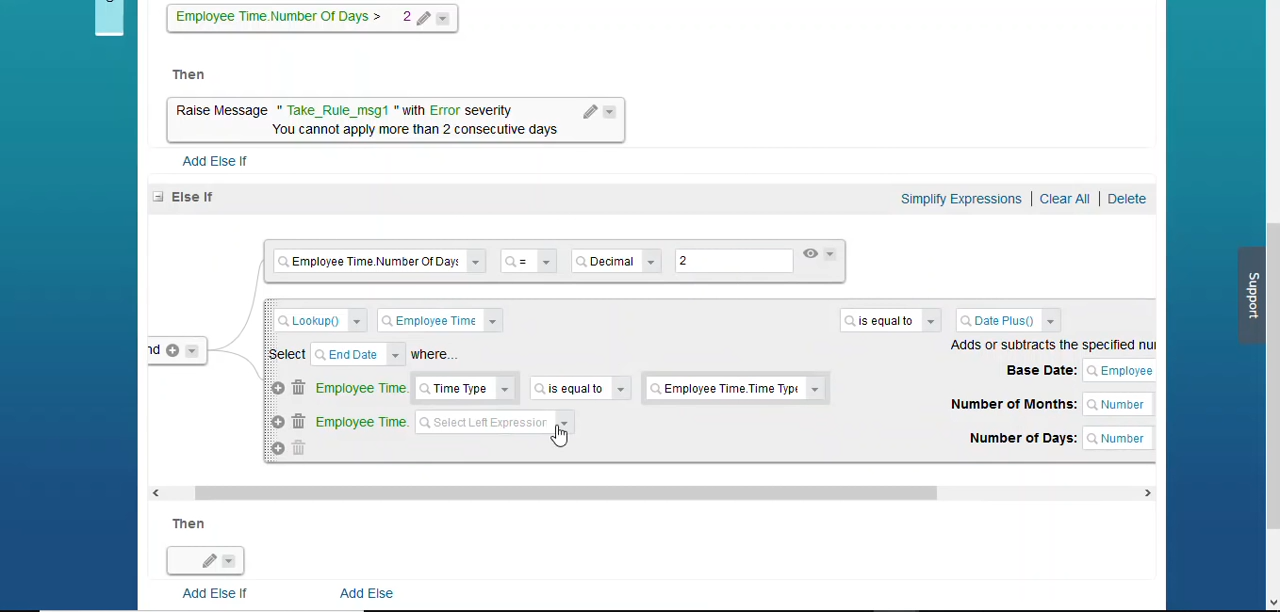 Employee Time.Number Of Days > 2
Then
Raise Message " Take_Rule_msg1 " with Error severity
You cannot apply more than 2 consecutive days
Add Else If
Else If
Simplify Expressions | Clear All | Delete
Employee Time.Number Of Days = Decimal 2
Lookup() Employee Time is equal to Date Plus()
nd
Select End Date where...
Adds or subtracts the specified nu
Base Date: Employee
Employee Time. Time Type is equal to Employee Time.Time Type
Number of Months: Number
Employee Time. Select Left Expression
Number of Days: Number
Then
Add Else If Add Else
Support